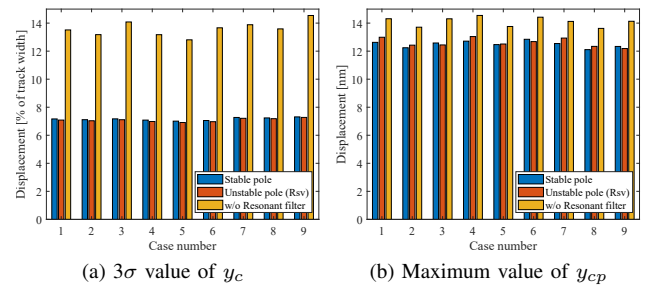 14
12
10
8
6
4
2
0
Displacement [% of track width]
Stable pole
Unstable pole (Rsv)
w/o Resonant filter
1 2 3 4 5 6 7 8 9
Case number
(a) 3σ value of y_c
14
12
10
8
6
4
2
0
Displacement [nm]
Stable pole
Unstable pole (Rsv)
w/o Resonant filter
1 2 3 4 5 6 7 8 9
Case number
(b) Maximum value of y_{cp}